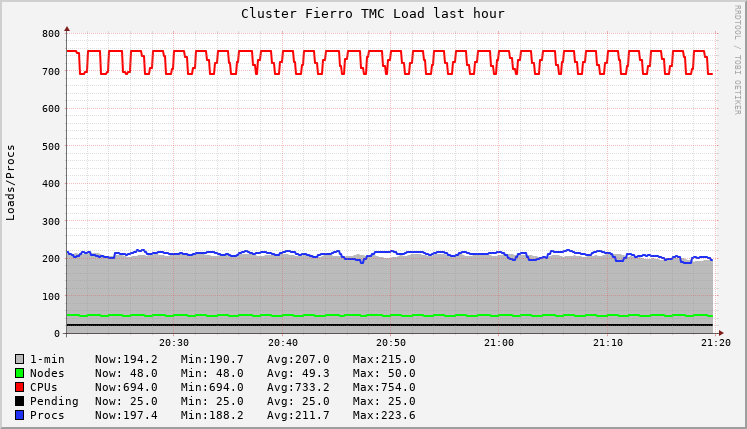 Cluster Fierro TMC Load last hour
RRDTOOL / TOBI OETIKER
Loads/Procs
800
700
600
500
400
300
200
100
0
20:30 20:40 20:50 21:00 21:10 21:20
1-min Now:194.2 Min:190.7 Avg:207.0 Max:215.0
Nodes Now: 48.0 Min: 48.0 Avg: 49.3 Max: 50.0
CPUs Now:694.0 Min:694.0 Avg:733.2 Max:754.0
Pending Now: 25.0 Min: 25.0 Avg: 25.0 Max: 25.0
Procs Now:197.4 Min:188.2 Avg:211.7 Max:223.6